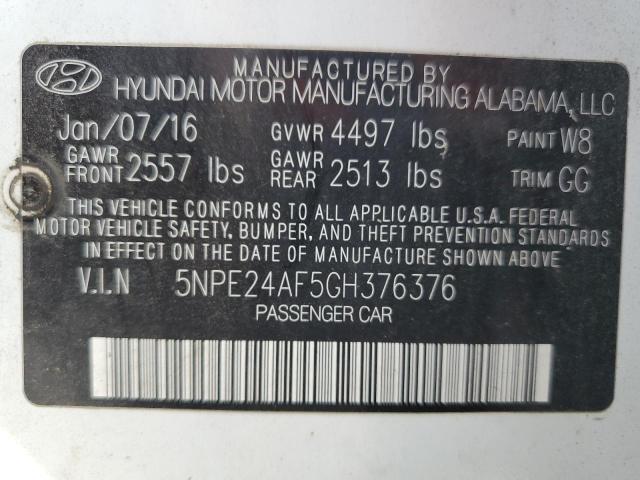 MANUFACTURED BY
HYUNDAI MOTOR MANUFACTURING ALABAMA, LLC
Jan/07/16 GVWR 4497 lbs PAINT W8
GAWR FRONT 2557 lbs GAWR REAR 2513 lbs TRIM GG
THIS VEHICLE CONFORMS TO ALL APPLICABLE U.S.A. FEDERAL
MOTOR VEHICLE SAFETY, BUMPER, AND THEFT PREVENTION STANDARDS
IN EFFECT ON THE DATE OF MANUFACTURE SHOWN ABOVE.
V.I.N 5NPE24AF5GH376376
PASSENGER CAR